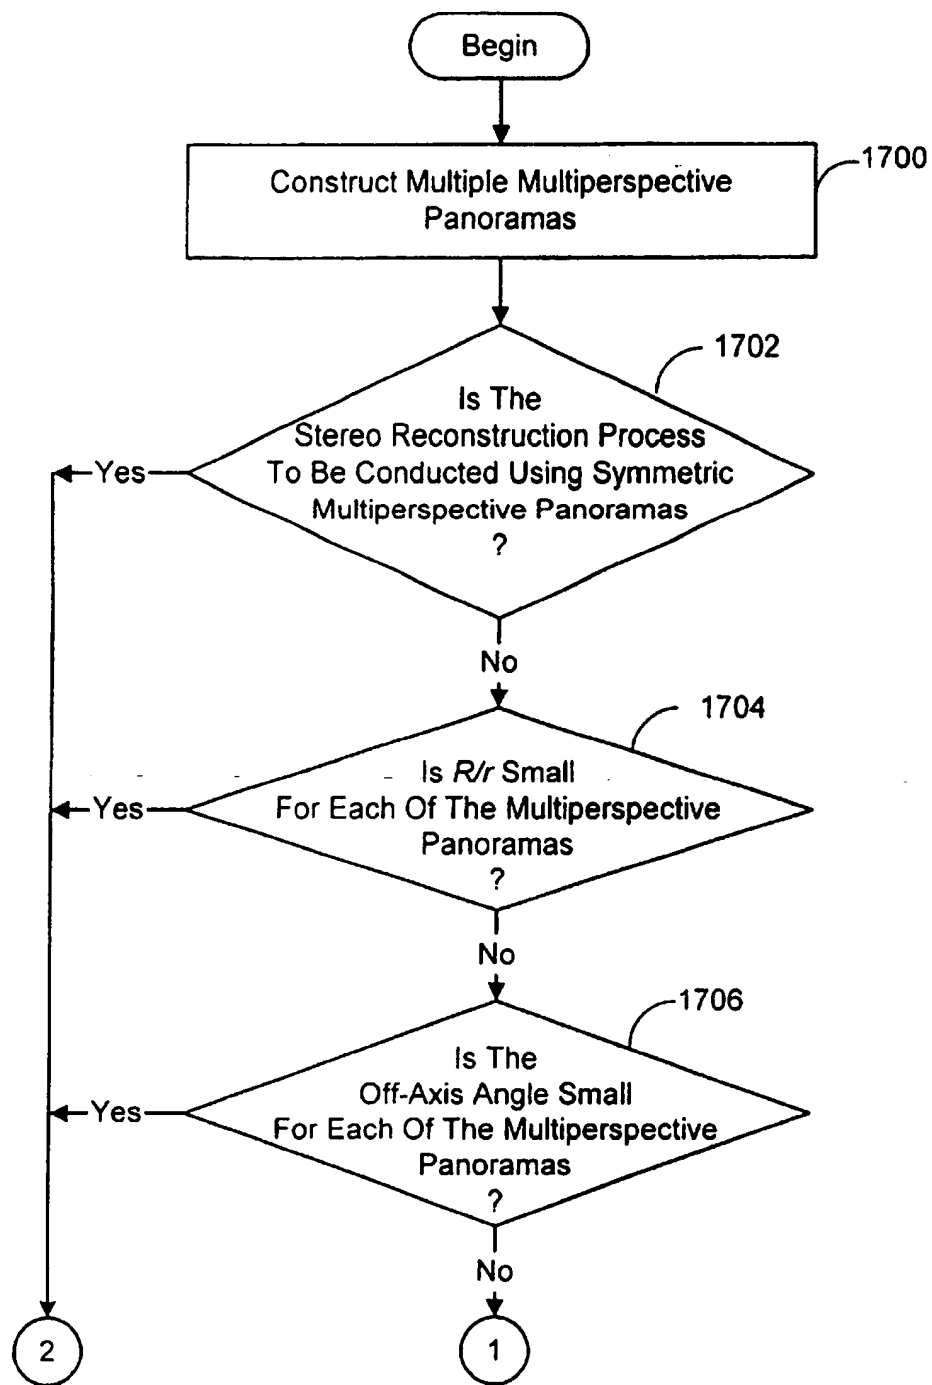 Begin
Construct Multiple Multiperspective
Panoramas
1700
Is The
Stereo Reconstruction Process
To Be Conducted Using Symmetric
Multiperspective Panoramas
?
1702
Yes
No
Is R/r Small
For Each Of The Multiperspective
Panoramas
?
1704
Yes
No
Is The
Off-Axis Angle Small
For Each Of The Multiperspective
Panoramas
?
1706
Yes
No
2
1